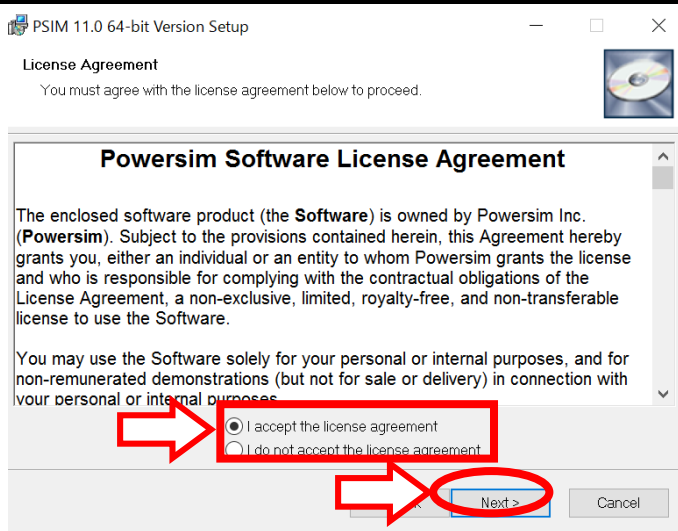 PSIM 11.0 64-bit Version Setup
License Agreement
You must agree with the license agreement below to proceed.
Powersim Software License Agreement
The enclosed software product (the Software) is owned by Powersim Inc.
(Powersim). Subject to the provisions contained herein, this Agreement hereby
grants you, either an individual or an entity to whom Powersim grants the license
and who is responsible for complying with the contractual obligations of the
License Agreement, a non-exclusive, limited, royalty-free, and non-transferable
license to use the Software.
You may use the Software solely for your personal or internal purposes, and for
non-remunerated demonstrations (but not for sale or delivery) in connection with
your personal or internal purposes
I accept the license agreement
I do not accept the license agreement
Next >
Cancel